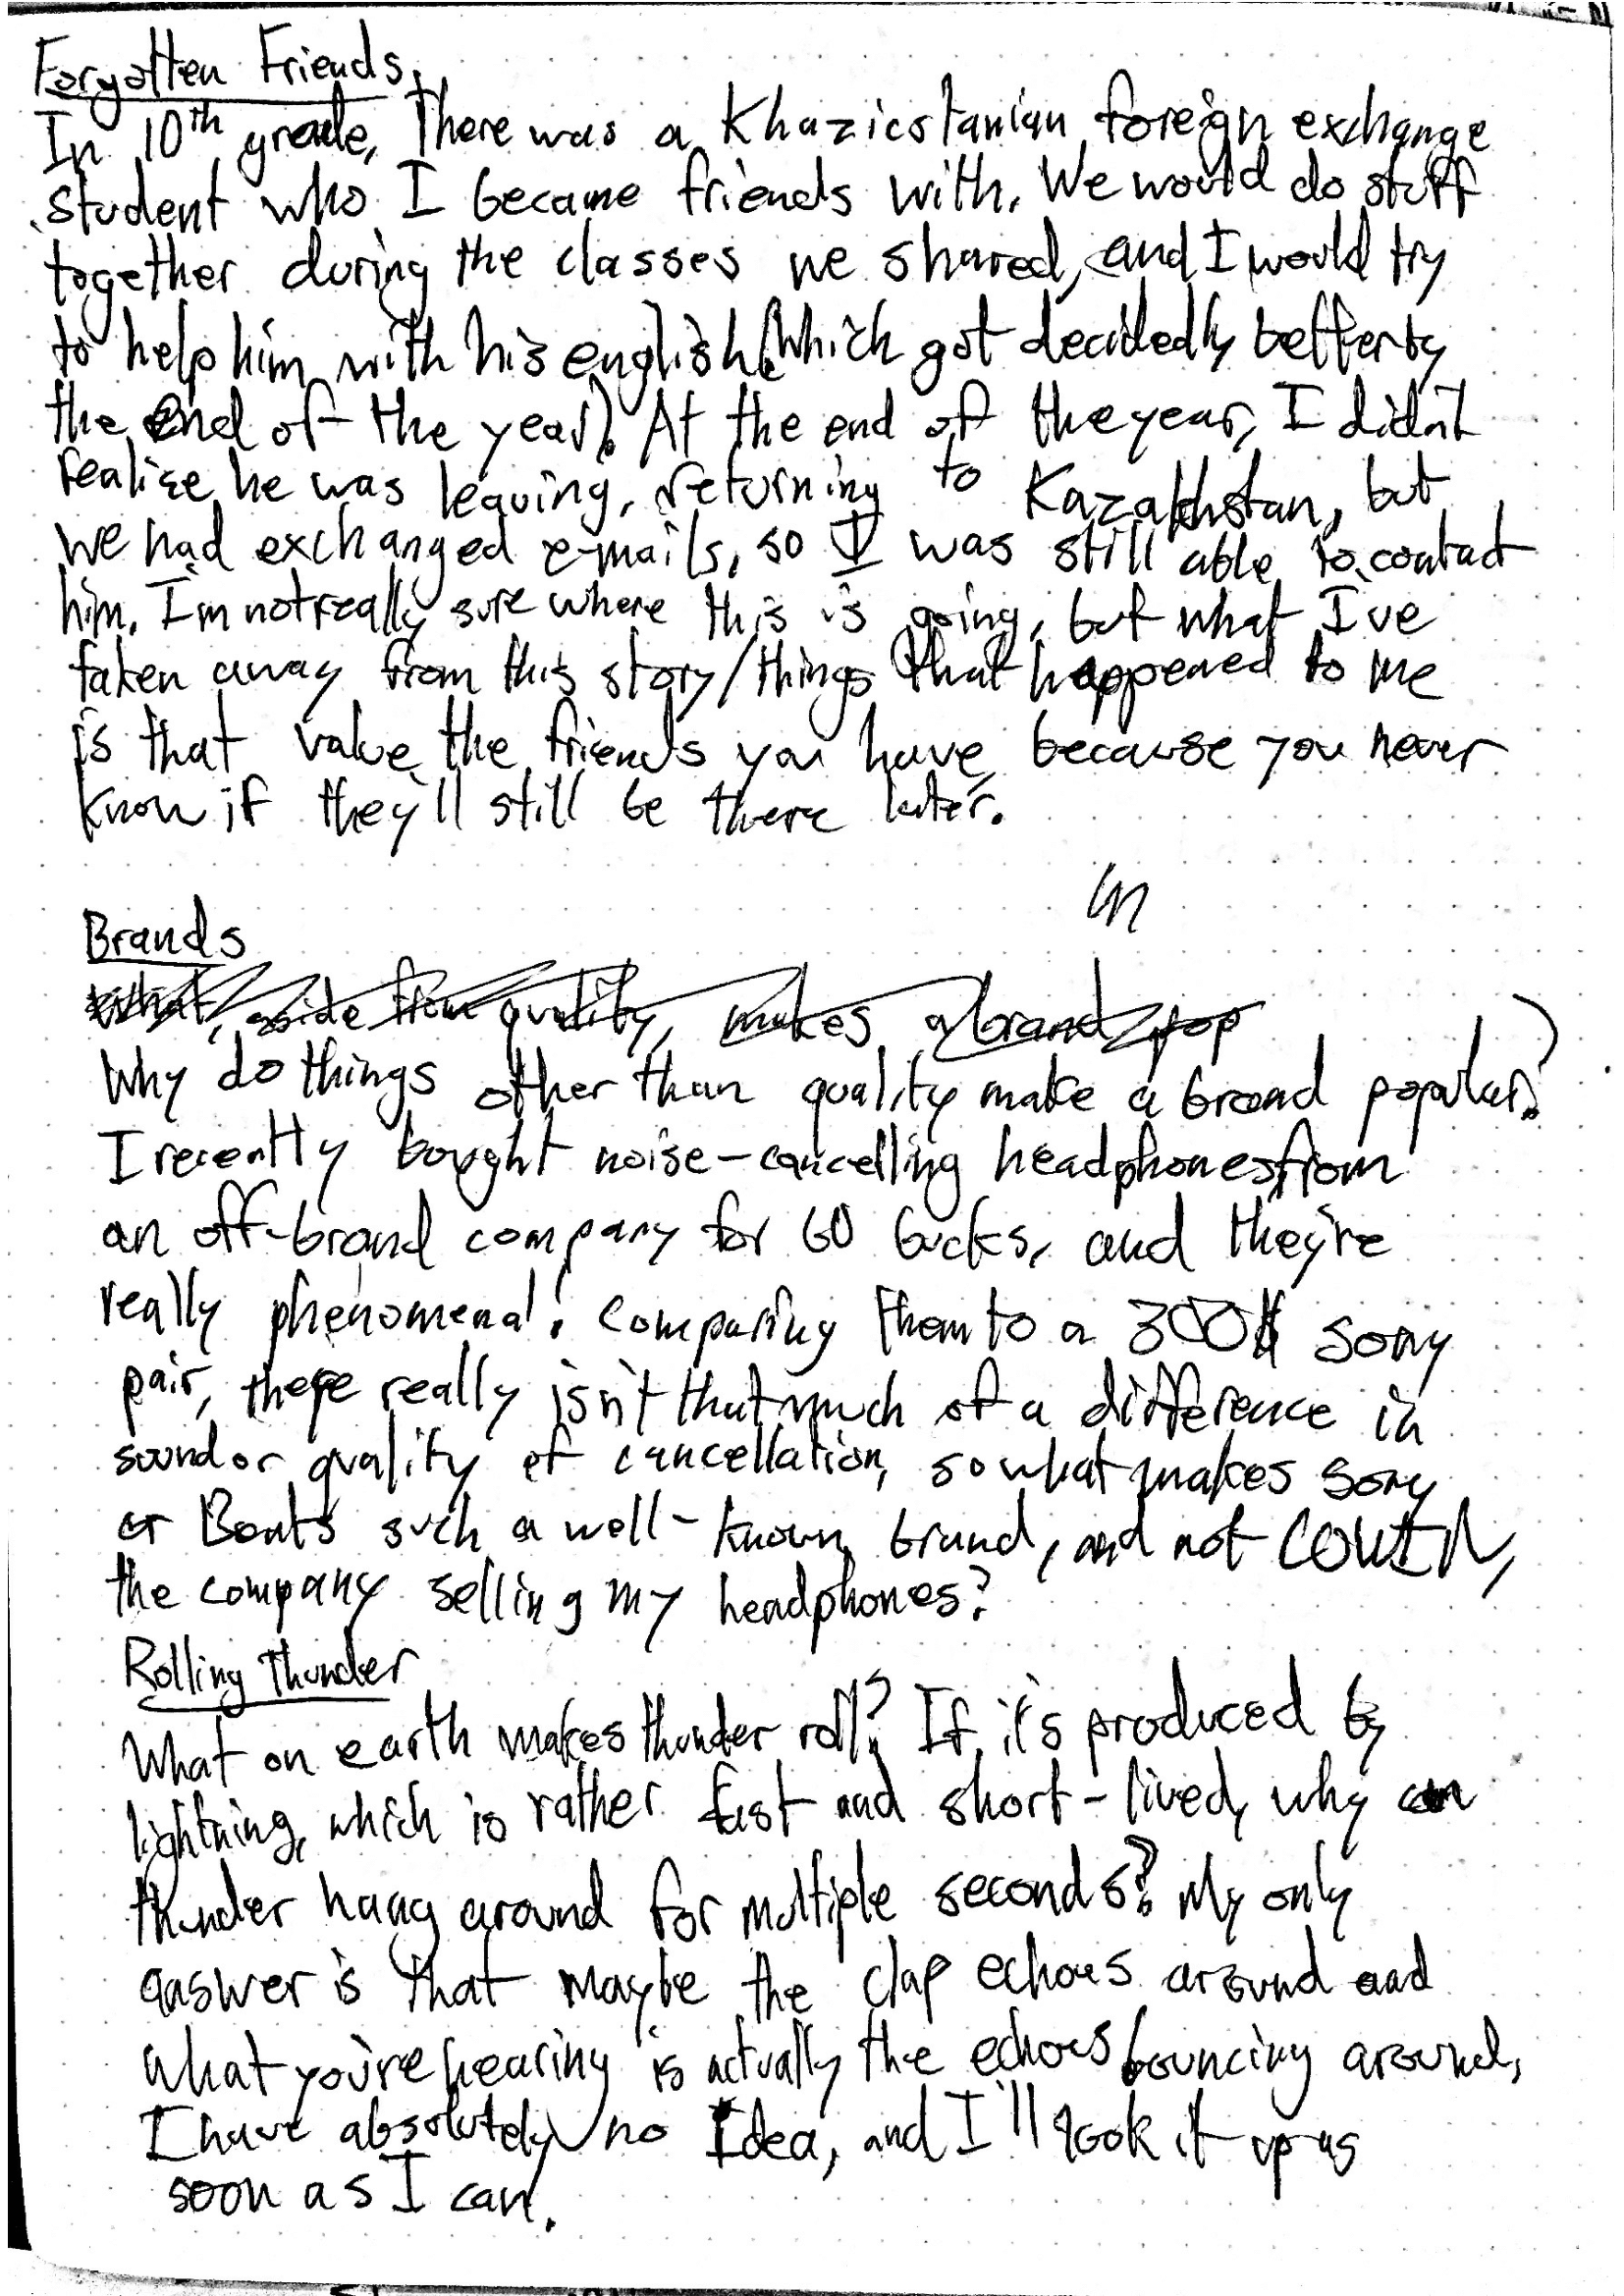 Forgotten Friends
In 10th grade, There was a Khazicstanian foreign exchange
student who I became friends with. We would do stuff
together during the classes we shared, and I would try
to help him with his english (which got decidedly better by
the end of the year). At the end of the year, I didn't
realize he was leaving, returning to Kazakhstan, but
we had exchanged e-mails, so I was still able to contact
him. I'm not really sure where this is going, but what I've
taken away from this story/things that happened to me
is that value the friends you have, because you never
know if they'll still be there later.
Brands
What, aside from quality, makes a brand pop
Why do things other than quality make a brand popular?
I recently bought noise-cancelling headphones from
an off-brand company for 60 bucks, and they're
really phenomenal! Comparing them to a 300$ sony
pair, there really isn't that much of a difference in
sound or quality of cancellation, so what makes Sony
or Beats such a well-known brand, and not COWIN,
the company selling my headphones?
Rolling Thunder
What on earth makes thunder roll? If it's produced by
lightning, which is rather fast and short-lived, why can
thunder hang around for multiple seconds? My only
answer is that maybe the clap echoes around and
what you're hearing is actually the echoes bouncing around,
I have absolutely no Idea, and I'll look it up as
soon as I can.